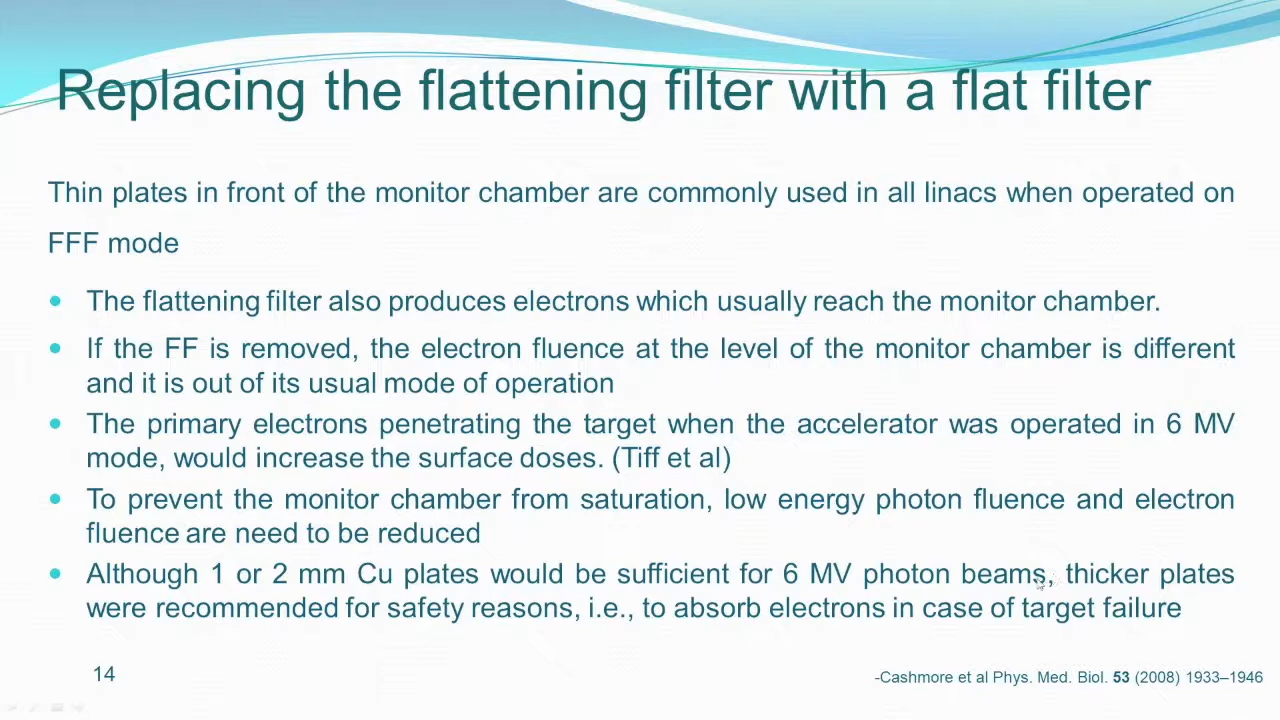 Replacing the flattening filter with a flat filter
Thin plates in front of the monitor chamber are commonly used in all linacs when operated on
FFF mode
• The flattening filter also produces electrons which usually reach the monitor chamber.
• If the FF is removed, the electron fluence at the level of the monitor chamber is different
and it is out of its usual mode of operation
• The primary electrons penetrating the target when the accelerator was operated in 6 MV
mode, would increase the surface doses. (Tiff et al)
• To prevent the monitor chamber from saturation, low energy photon fluence and electron
fluence are need to be reduced
• Although 1 or 2 mm Cu plates would be sufficient for 6 MV photon beams, thicker plates
were recommended for safety reasons, i.e., to absorb electrons in case of target failure
14
-Cashmore et al Phys. Med. Biol. 53 (2008) 1933–1946